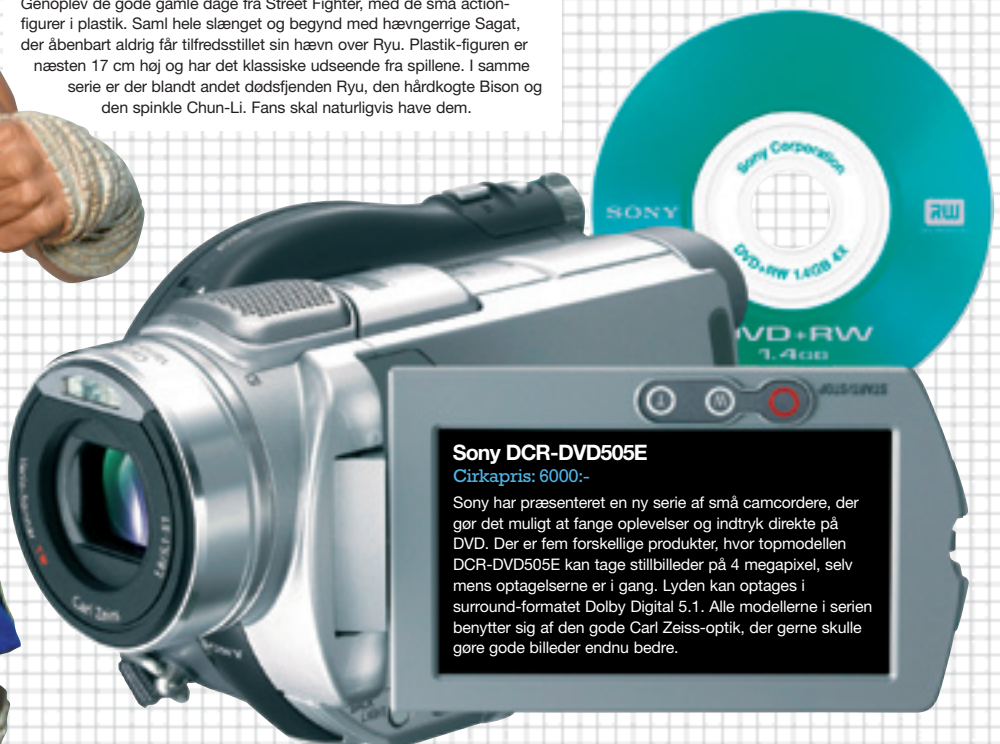 Genoplev de gode gamle dage fra Street Fighter, med de små action-
figurer i plastik. Saml hele slænget og begynd med hævngerrige Sagat,
der åbenbart aldrig får tilfredsstillet sin hævn over Ryu. Plastik-figuren er
næsten 17 cm høj og har det klassiske udseende fra spillene. I samme
serie er der blandt andet dødsfjenden Ryu, den hårdkogte Bison og
den spinkle Chun-Li. Fans skal naturligvis have dem.
Sony Corporation
SONY
RW
DVD+RW 1.4GB 4X
DVD+RW
1.4GB
START/STOP
T
W
Carl Zeiss
Sony DCR-DVD505E
Cirkapris: 6000:-
Sony har præsenteret en ny serie af små camcordere, der
gør det muligt at fange oplevelser og indtryk direkte på
DVD. Der er fem forskellige produkter, hvor topmodellen
DCR-DVD505E kan tage stillbilleder på 4 megapixel, selv
mens optagelserne er i gang. Lyden kan optages i
surround-formatet Dolby Digital 5.1. Alle modellerne i serien
benytter sig af den gode Carl Zeiss-optik, der gerne skulle
gøre gode billeder endnu bedre.